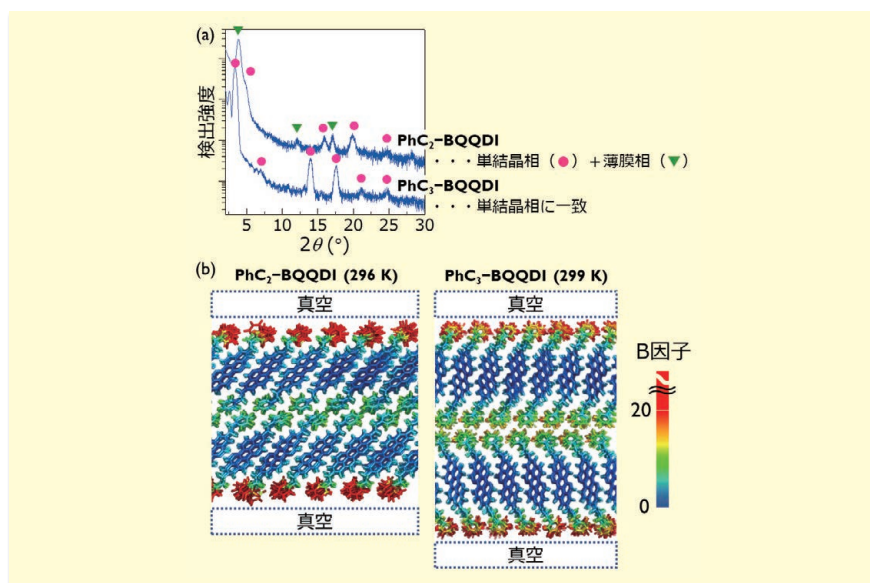 (a)
検出強度
PhC₂−BQQDI
・・・単結晶相（●）＋薄膜相（▼）
PhC₃−BQQDI
・・・単結晶相に一致
5 10 15 20 25 30
2θ (°)
(b)
PhC₂−BQQDI (296 K)
真空
真空
PhC₃−BQQDI (299 K)
真空
真空
B因子
20
0